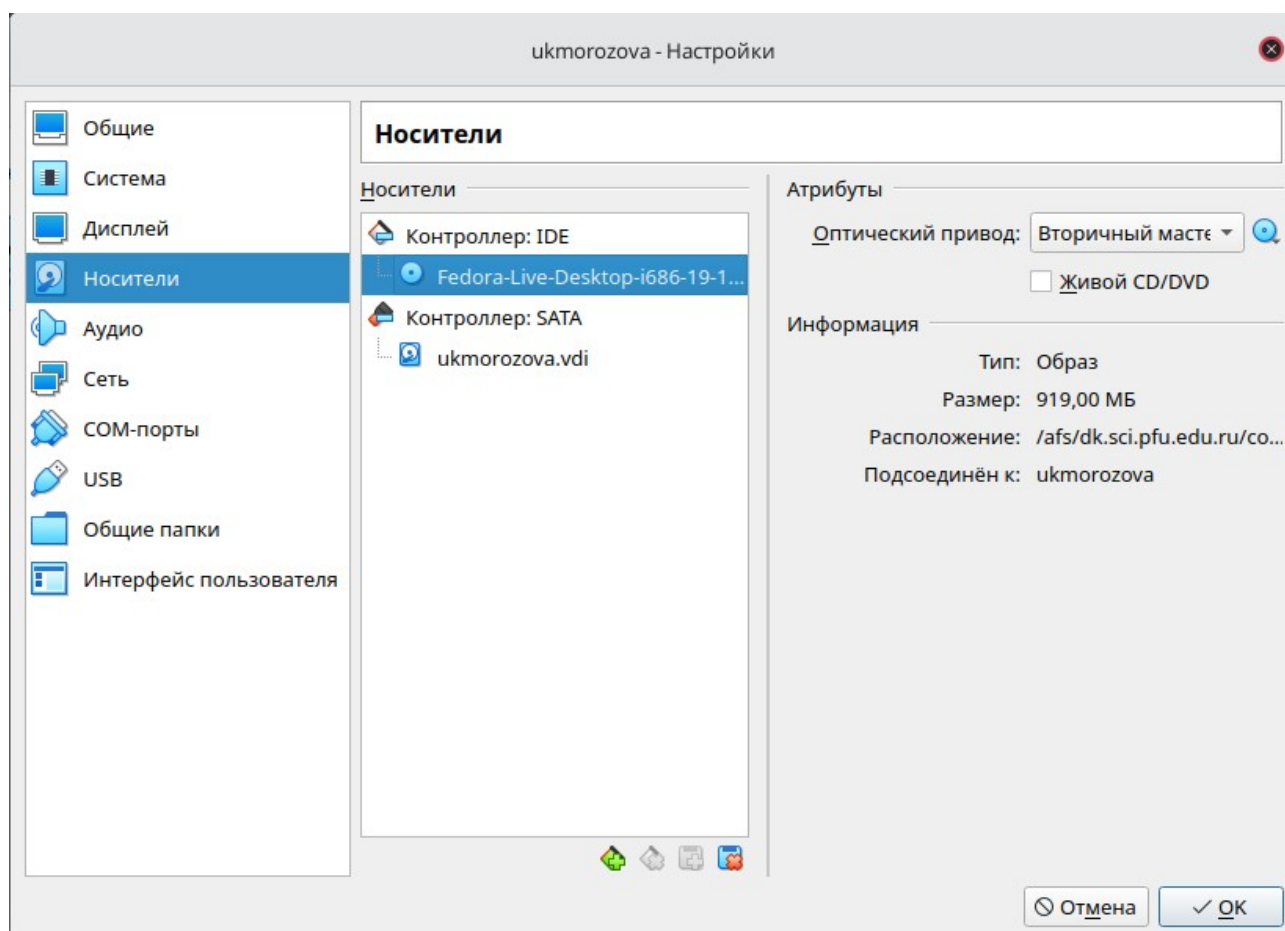 ukmorozova - Настройки
Общие
Система
Дисплей
Носители
Аудио
Сеть
COM-порты
USB
Общие папки
Интерфейс пользователя
Носители
Носители
Контроллер: IDE
Fedora-Live-Desktop-i686-19-1...
Контроллер: SATA
ukmorozova.vdi
Атрибуты
Оптический привод: Вторичный масте
Живой CD/DVD
Информация
Тип: Образ
Размер: 919,00 МБ
Расположение: /afs/dk.sci.pfu.edu.ru/co...
Подсоединён к: ukmorozova
Отмена
OK